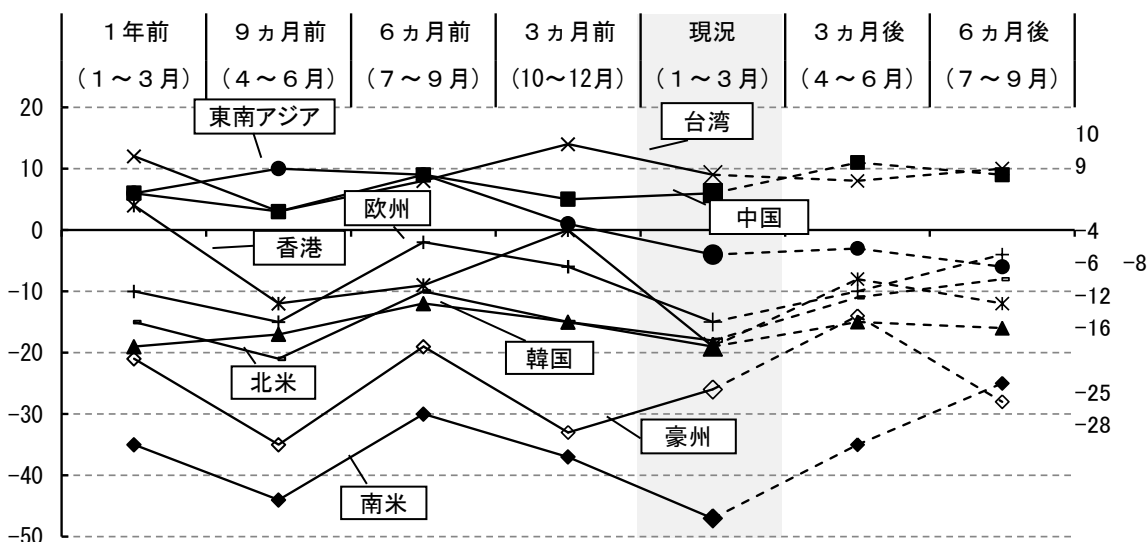 １年前 ９ヵ月前 ６ヵ月前 ３ヵ月前 現況 ３ヵ月後 ６ヵ月後
（１～３月） （４～６月） （７～９月） （10～12月） （１～３月） （４～６月） （７～９月）
20
東南アジア
台湾
10
10
9
欧州
中国
0
-4
香港
-6 -8
-10
-12
-16
-20
韓国
北米
-25
-30
-28
豪州
-40
南米
-50